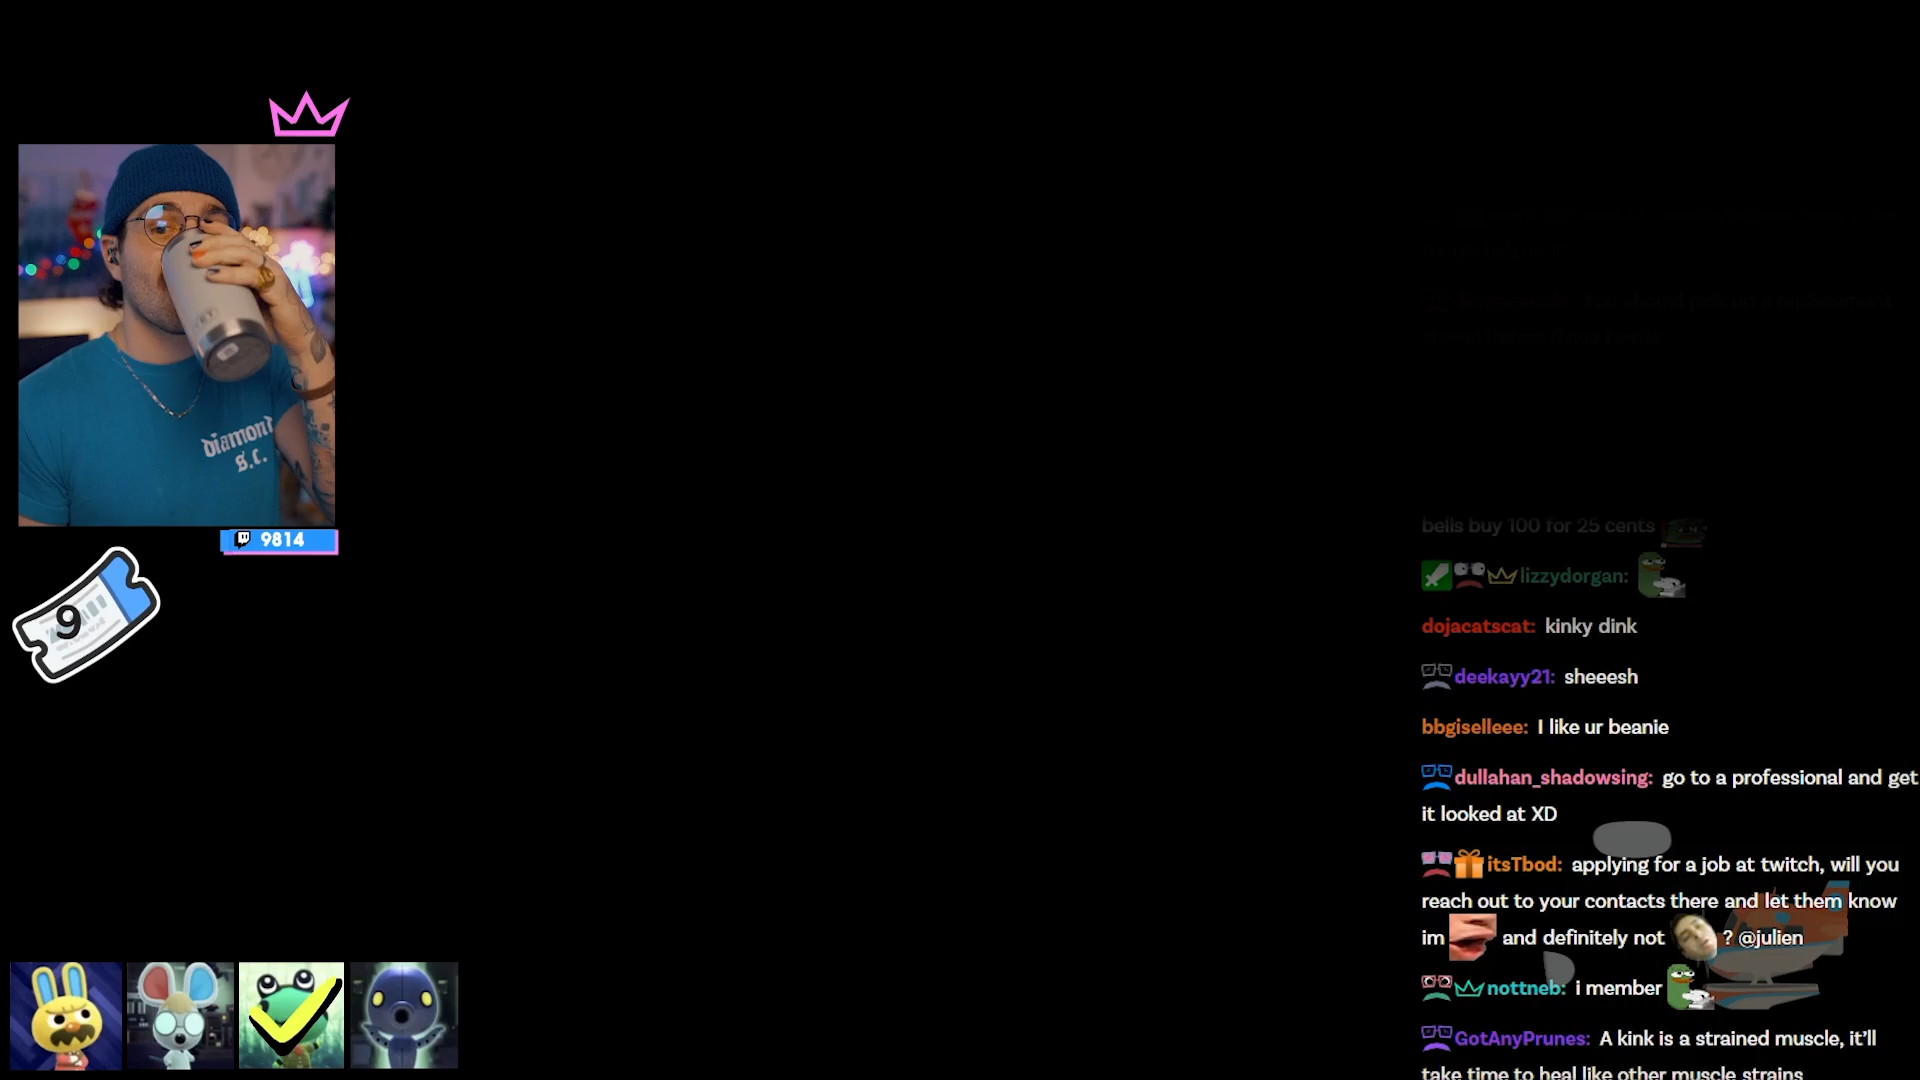 diamond
s.c.
9814
9
bells buy 100 for 25 cents
lizzydorgan:
dojacatscat: kinky dink
deekayy21: sheeesh
bbgiselleee: I like ur beanie
dullahan_shadowsing: go to a professional and get
it looked at XD
itsTbod: applying for a job at twitch, will you
reach out to your contacts there and let them know
im and definitely not ? @julien
nottneb: i member
GotAnyPrunes: A kink is a strained muscle, it'll
take time to heal like other muscle strains